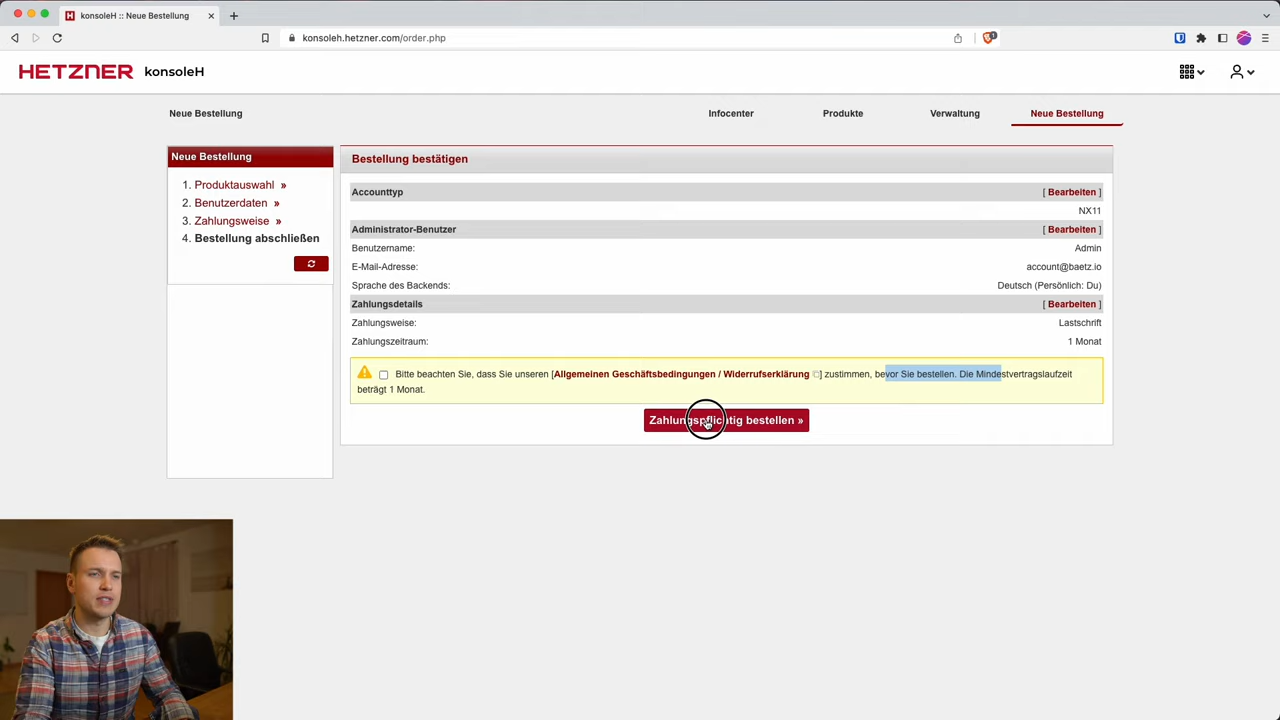 konsoleH :: Neue Bestellung
konsoleh.hetzner.com/order.php
1
HETZNER konsoleH
Neue Bestellung
Infocenter
Produkte
Verwaltung
Neue Bestellung
Neue Bestellung
1. Produktauswahl »
2. Benutzerdaten »
3. Zahlungsweise »
4. Bestellung abschließen
Bestellung bestätigen
Accounttyp [ Bearbeiten ]
NX11
Administrator-Benutzer [ Bearbeiten ]
Benutzername: Admin
E-Mail-Adresse: account@baetz.io
Sprache des Backends: Deutsch (Persönlich: Du)
Zahlungsdetails [ Bearbeiten ]
Zahlungsweise: Lastschrift
Zahlungszeitraum: 1 Monat
Bitte beachten Sie, dass Sie unseren [Allgemeinen Geschäftsbedingungen / Widerrufserklärung ] zustimmen, bevor Sie bestellen. Die Mindestvertragslaufzeit
beträgt 1 Monat.
Zahlungspflichtig bestellen »